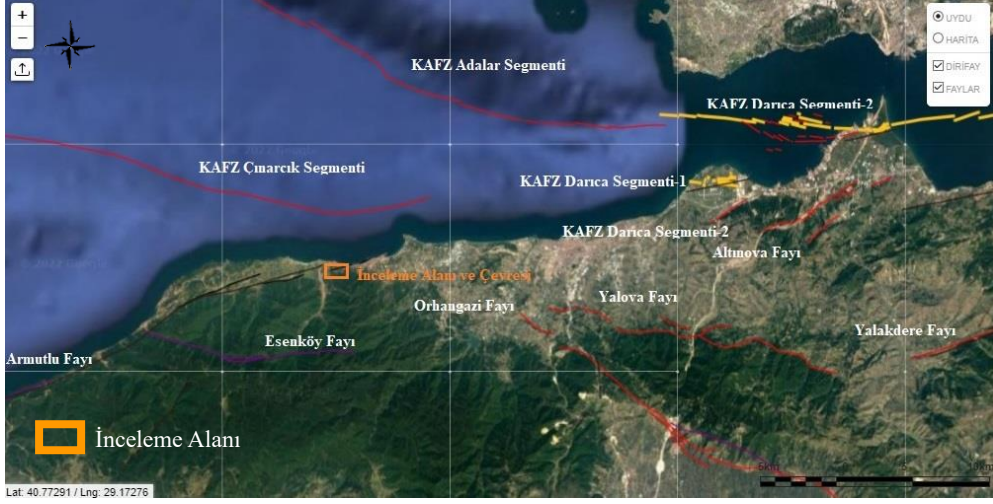 +
−
KAFZ Adalar Segmenti
KAFZ Darıca Segmenti-2
UYDU
HARİTA
DİRİFAY
FAYLAR
KAFZ Çınarcık Segmenti
KAFZ Darıca Segmenti-1
KAFZ Darıca Segmenti-2
Altınova Fayı
İnceleme Alanı ve Çevresi
Orhangazi Fayı
Yalova Fayı
Esenköy Fayı
Yalakdere Fayı
Armutlu Fayı
İnceleme Alanı
Lat: 40.77291 / Lng: 29.17276